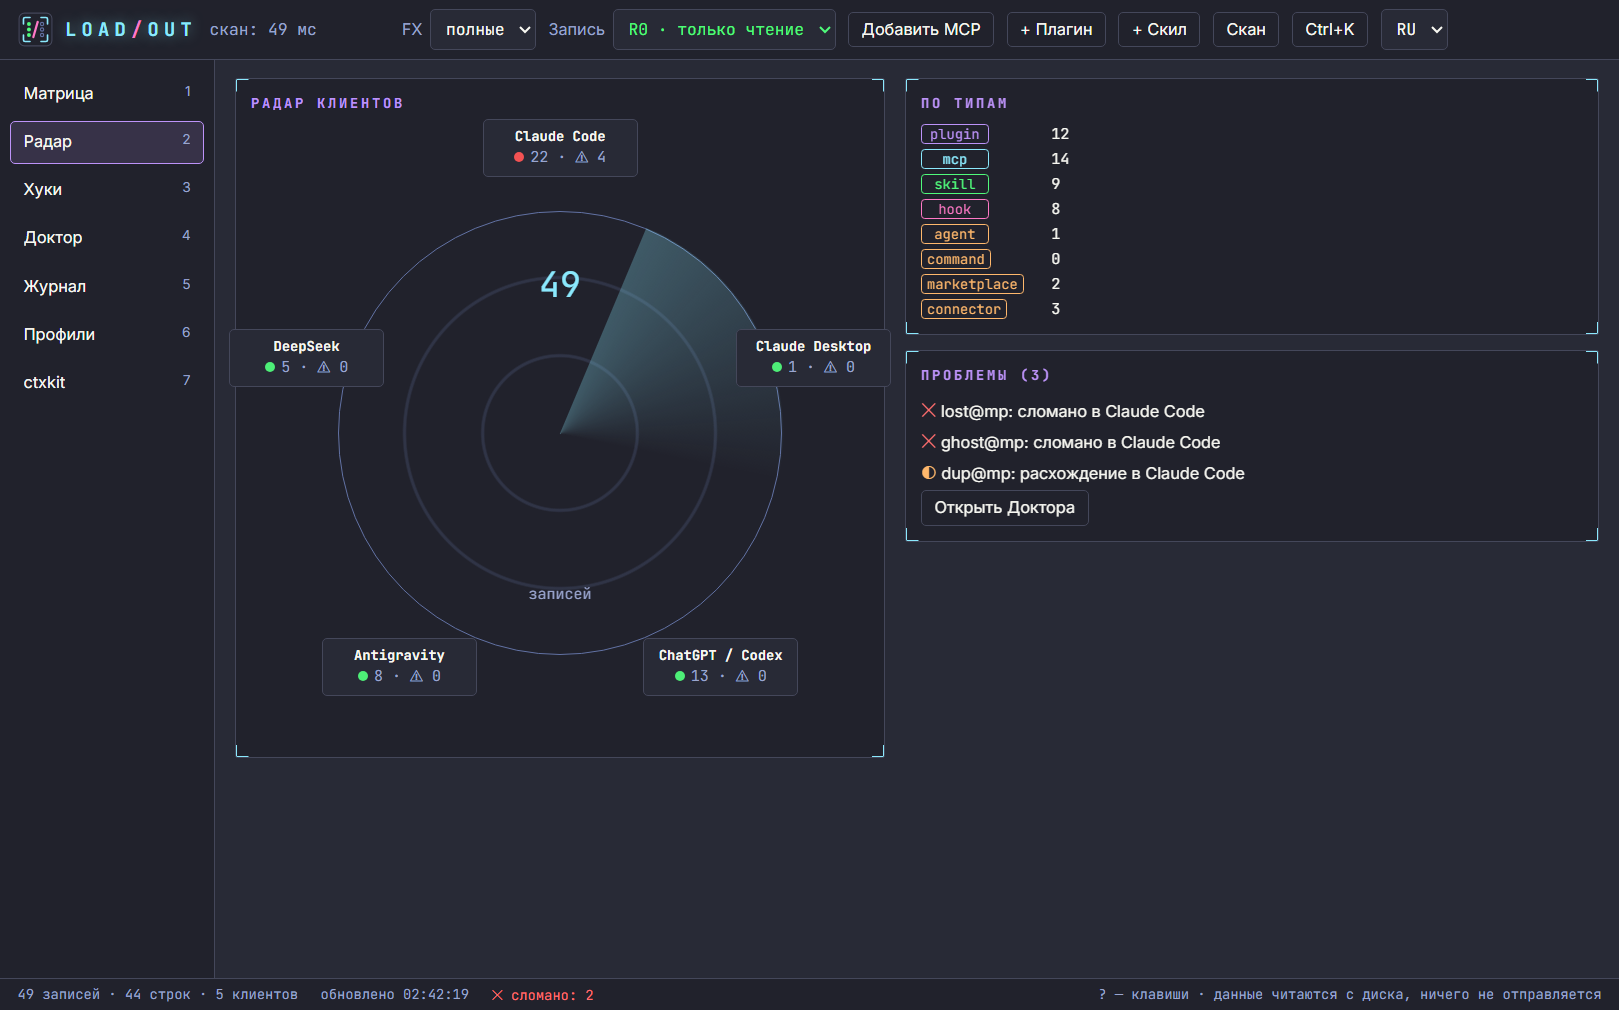 LOAD/OUT скан: 49 мс FX полные Запись R0 · только чтение Добавить MCP + Плагин + Скил Скан Ctrl+K RU
Матрица 1
Радар 2
Хуки 3
Доктор 4
Журнал 5
Профили 6
ctxkit 7
РАДАР КЛИЕНТОВ
Claude Code
22 · ⚠ 4
49
DeepSeek
5 · ⚠ 0
Claude Desktop
1 · ⚠ 0
записей
Antigravity
8 · ⚠ 0
ChatGPT / Codex
13 · ⚠ 0
ПО ТИПАМ
plugin 12
mcp 14
skill 9
hook 8
agent 1
command 0
marketplace 2
connector 3
ПРОБЛЕМЫ (3)
lost@mp: сломано в Claude Code
ghost@mp: сломано в Claude Code
dup@mp: расхождение в Claude Code
Открыть Доктора
49 записей · 44 строк · 5 клиентов обновлено 02:42:19 ✕ сломано: 2 ? — клавиши · данные читаются с диска, ничего не отправляется